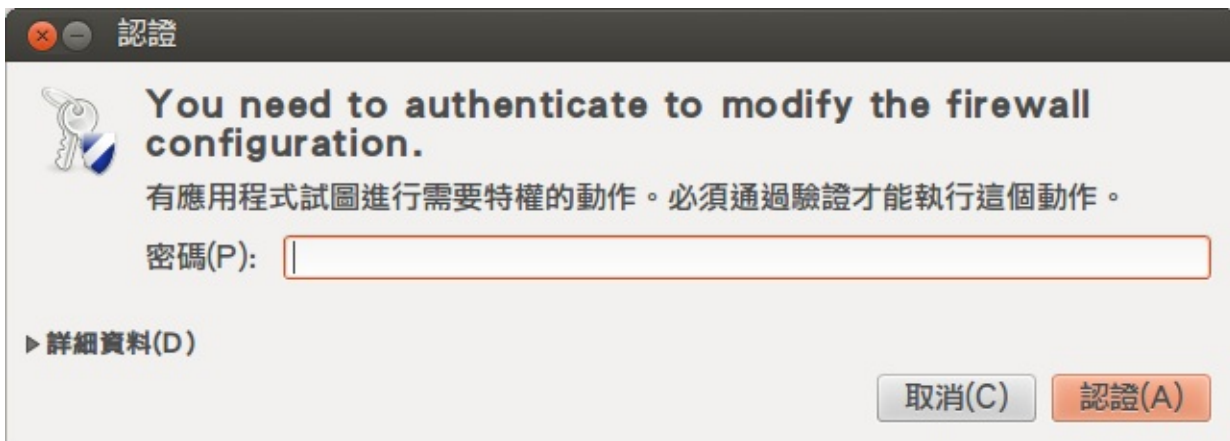 認證
You need to authenticate to modify the firewall
configuration.
有應用程式試圖進行需要特權的動作。必須通過驗證才能執行這個動作。
密碼(P):
詳細資料(D)
取消(C) 認證(A)